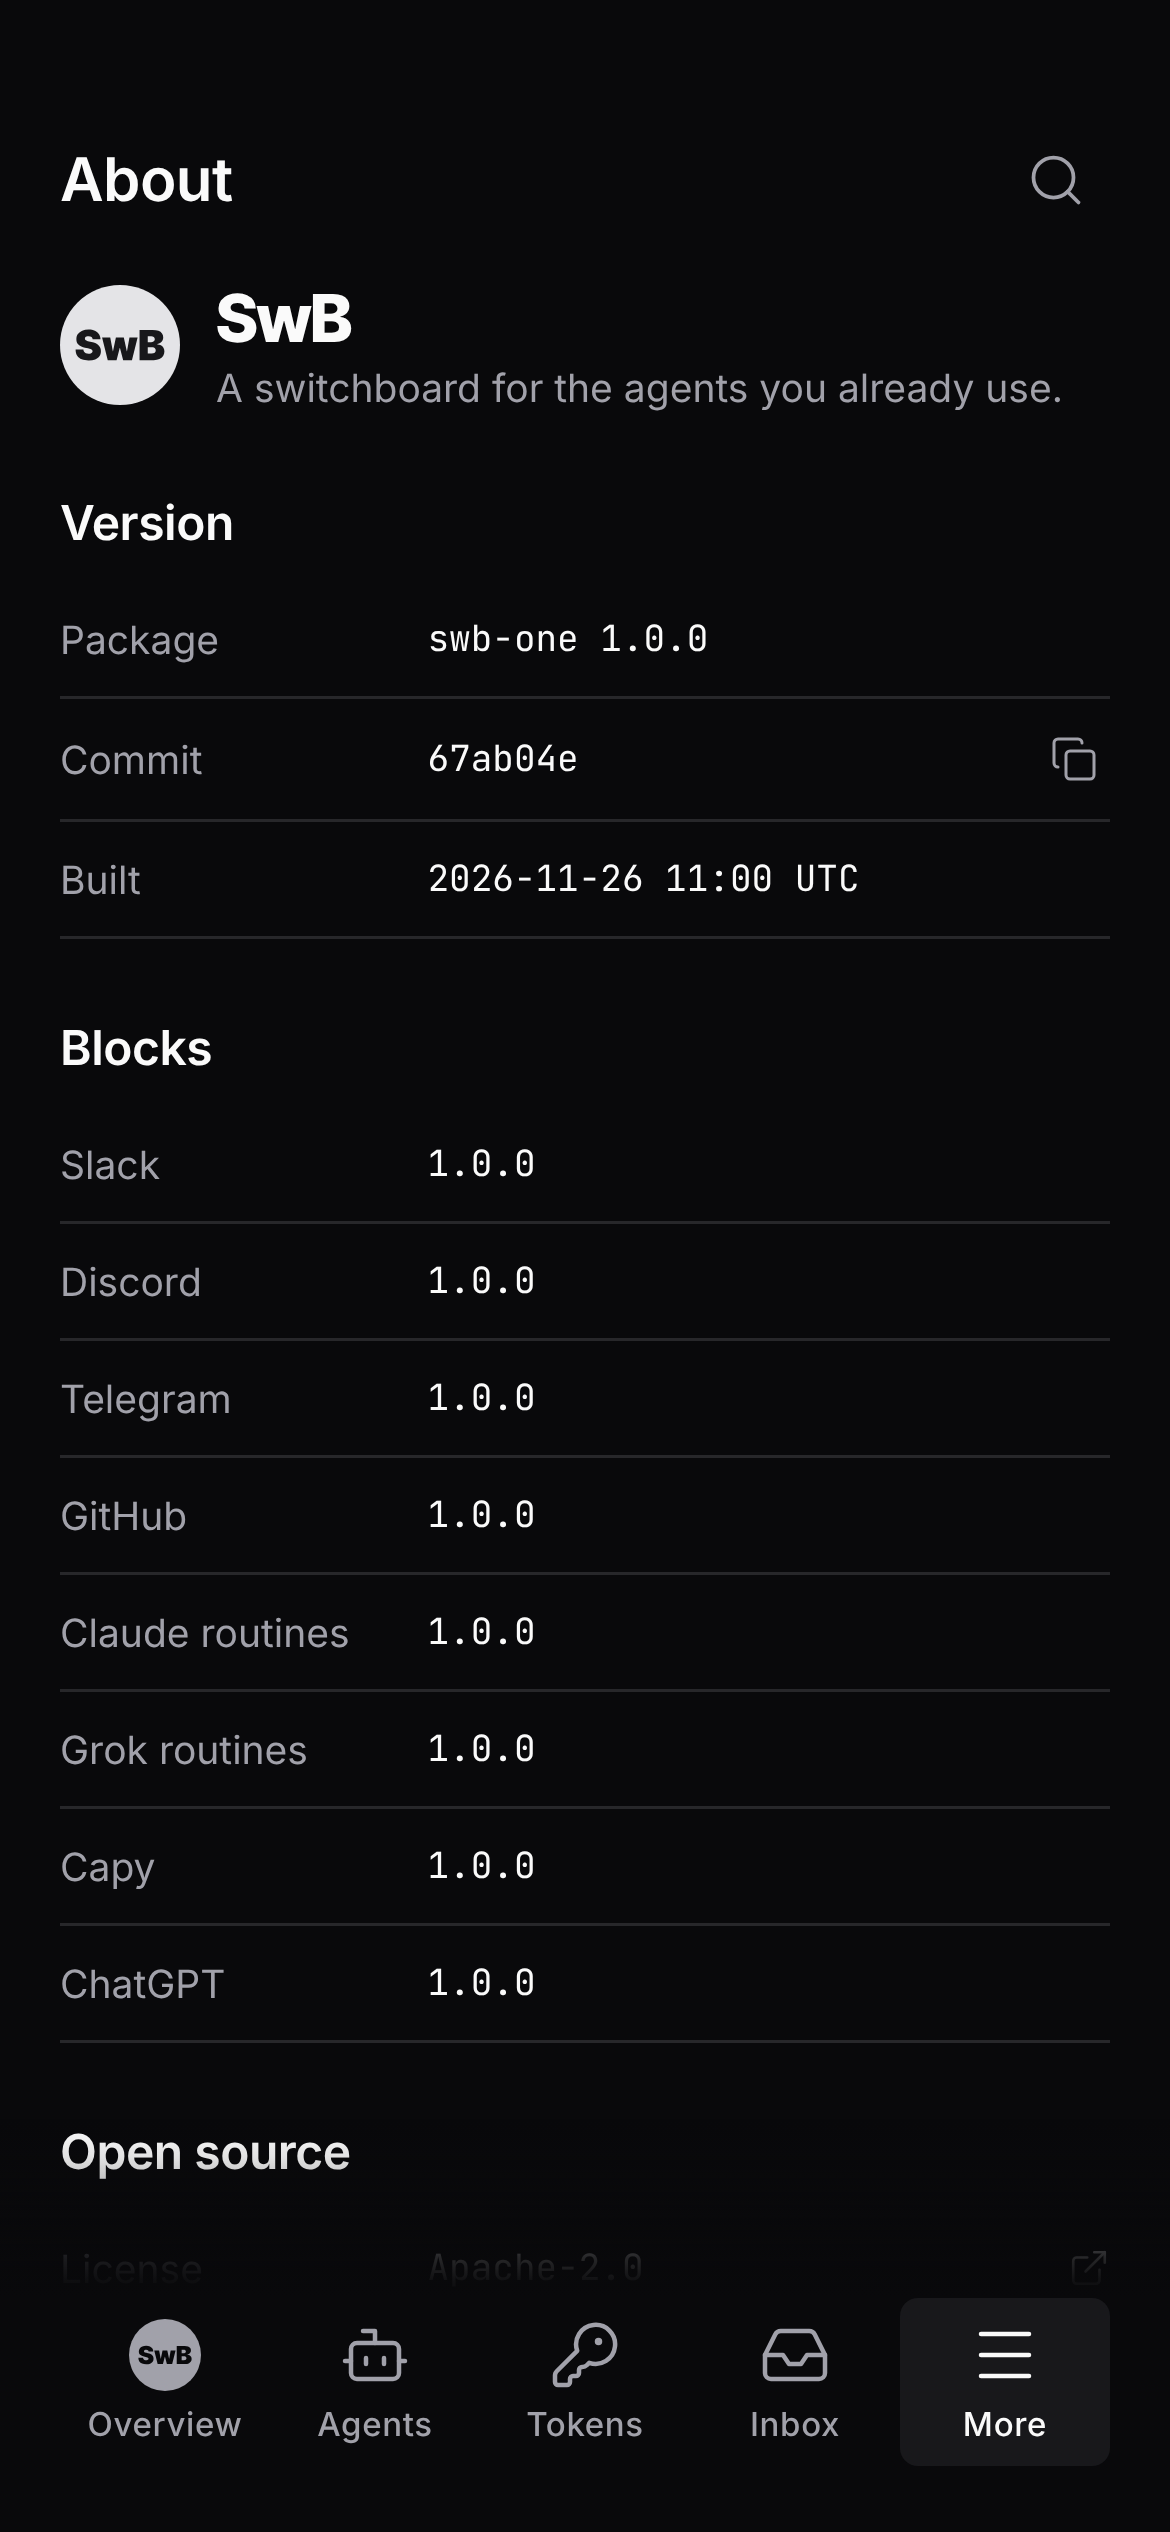 About
SwB
SwB
A switchboard for the agents you already use.
Version
Package swb-one 1.0.0
Commit 67ab04e
Built 2026-11-26 11:00 UTC
Blocks
Slack 1.0.0
Discord 1.0.0
Telegram 1.0.0
GitHub 1.0.0
Claude routines 1.0.0
Grok routines 1.0.0
Capy 1.0.0
ChatGPT 1.0.0
Open source
License Apache-2.0
SwB
Overview Agents Tokens Inbox More